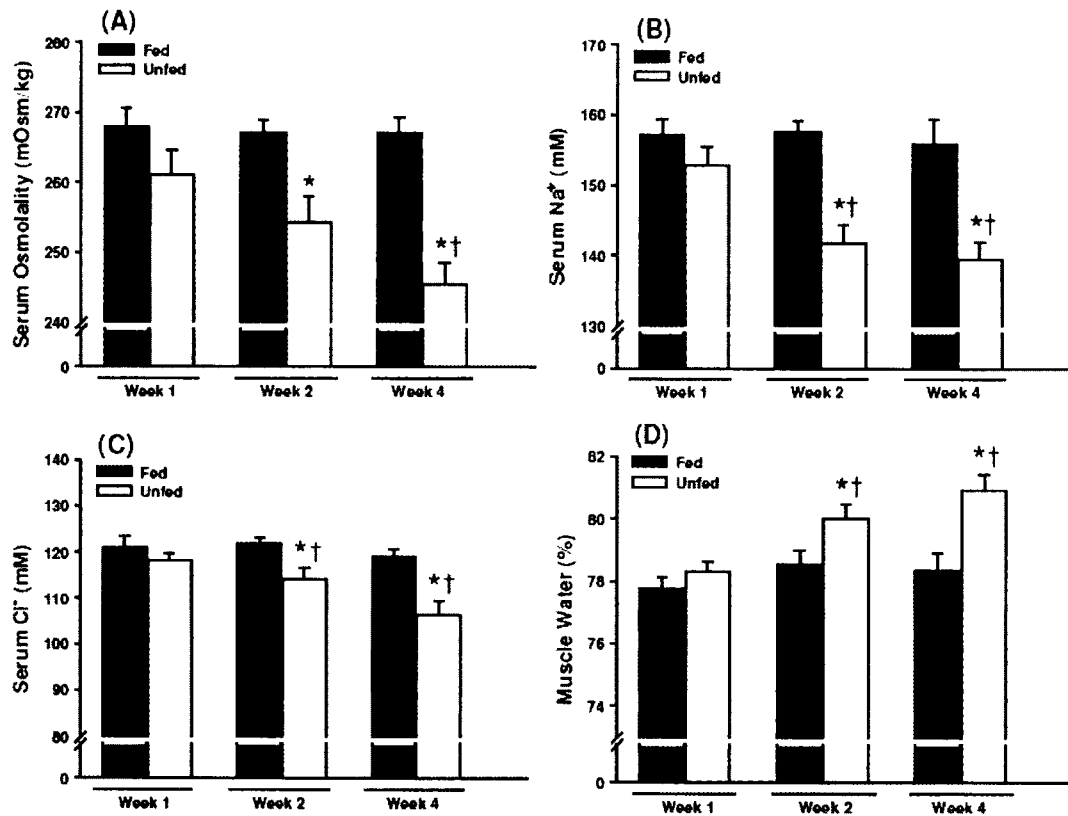 (A)
Fed
Unfed
Serum Osmolality (mOsm/kg)
280
270
260
250
240
0
*
*†
Week 1
Week 2
Week 4
(B)
Fed
Unfed
Serum Na+ (mM)
170
160
150
140
130
0
*†
*†
Week 1
Week 2
Week 4
(C)
Fed
Unfed
Serum Cl- (mM)
140
130
120
110
100
90
80
0
*†
*†
Week 1
Week 2
Week 4
(D)
Fed
Unfed
Muscle Water (%)
82
80
78
76
74
0
*†
*†
Week 1
Week 2
Week 4